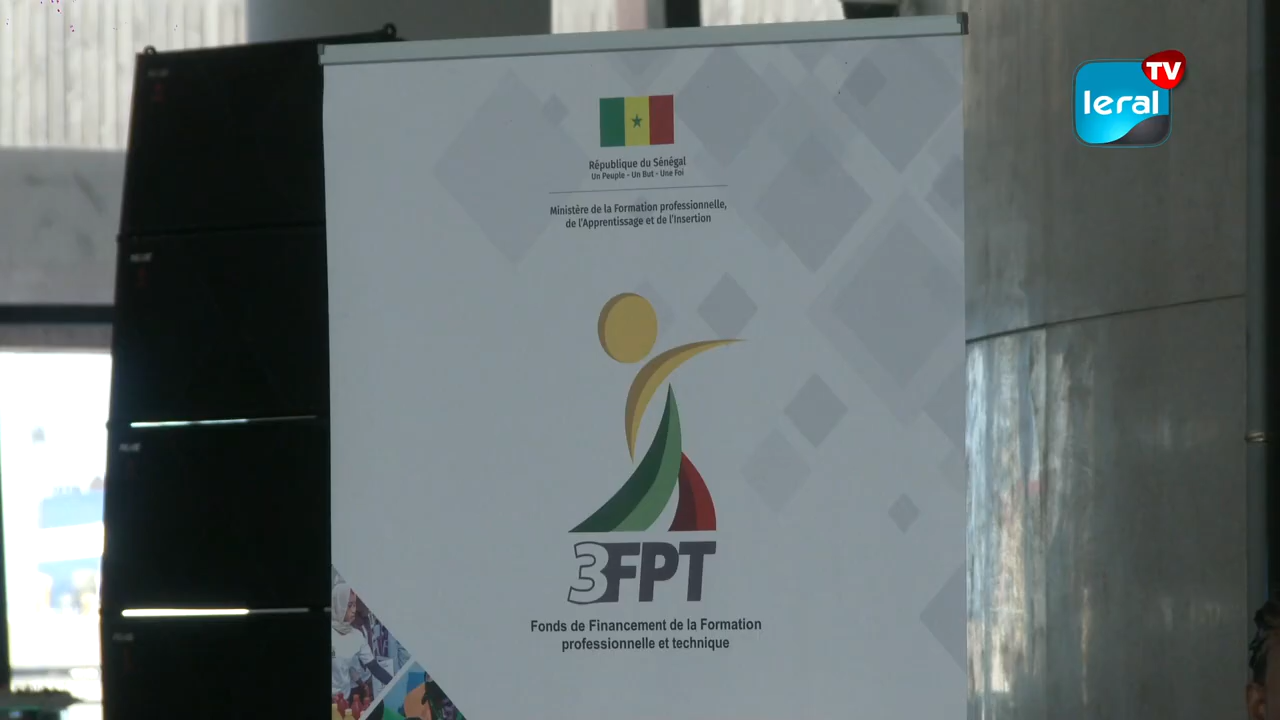 TV
leral
République du Sénégal
Un Peuple - Un But - Une Foi
Ministère de la Formation professionnelle,
de l'Apprentissage et de l'Insertion
3FPT
Fonds de Financement de la Formation
professionnelle et technique